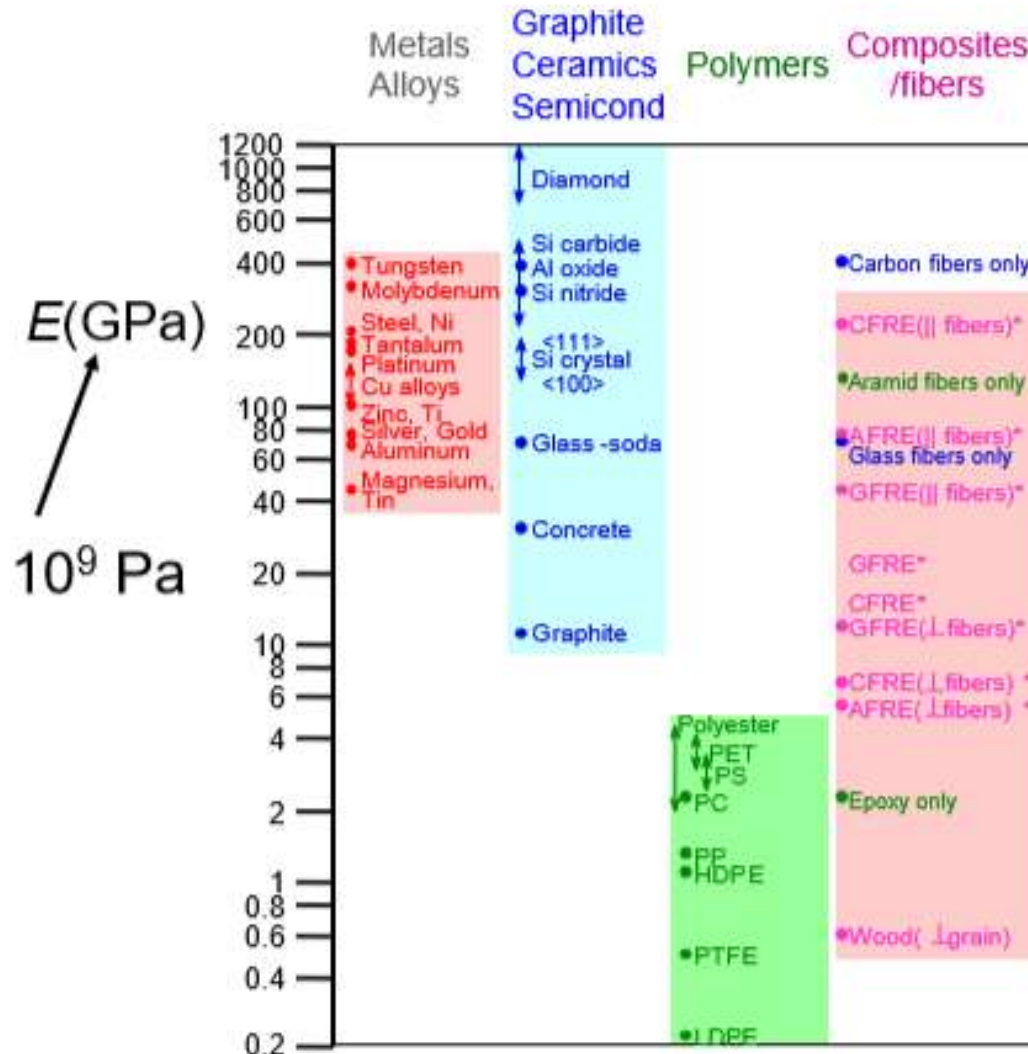 Metals
Alloys
Graphite
Ceramics
Semicond
Polymers
Composites
/fibers
E(GPa)
10⁹ Pa
1200
1000
800
600
400
200
100
80
60
40
20
10
8
6
4
2
1
0.8
0.6
0.4
0.2
Tungsten
Molybdenum
Steel, Ni
Tantalum
Platinum
Cu alloys
Zinc, Ti
Silver, Gold
Aluminum
Magnesium,
Tin
Diamond
Si carbide
Al oxide
Si nitride
<111>
Si crystal
<100>
Glass -soda
Concrete
Graphite
Polyester
PET
PS
PC
PP
HDPE
PTFE
LDPE
Carbon fibers only
CFRE(|| fibers)*
Aramid fibers only
AFRE(|| fibers)*
Glass fibers only
GFRE(|| fibers)*
GFRE*
CFRE*
GFRE(⊥ fibers)*
CFRE(⊥ fibers) *
AFRE(⊥ fibers) *
Epoxy only
Wood( ⊥ grain)